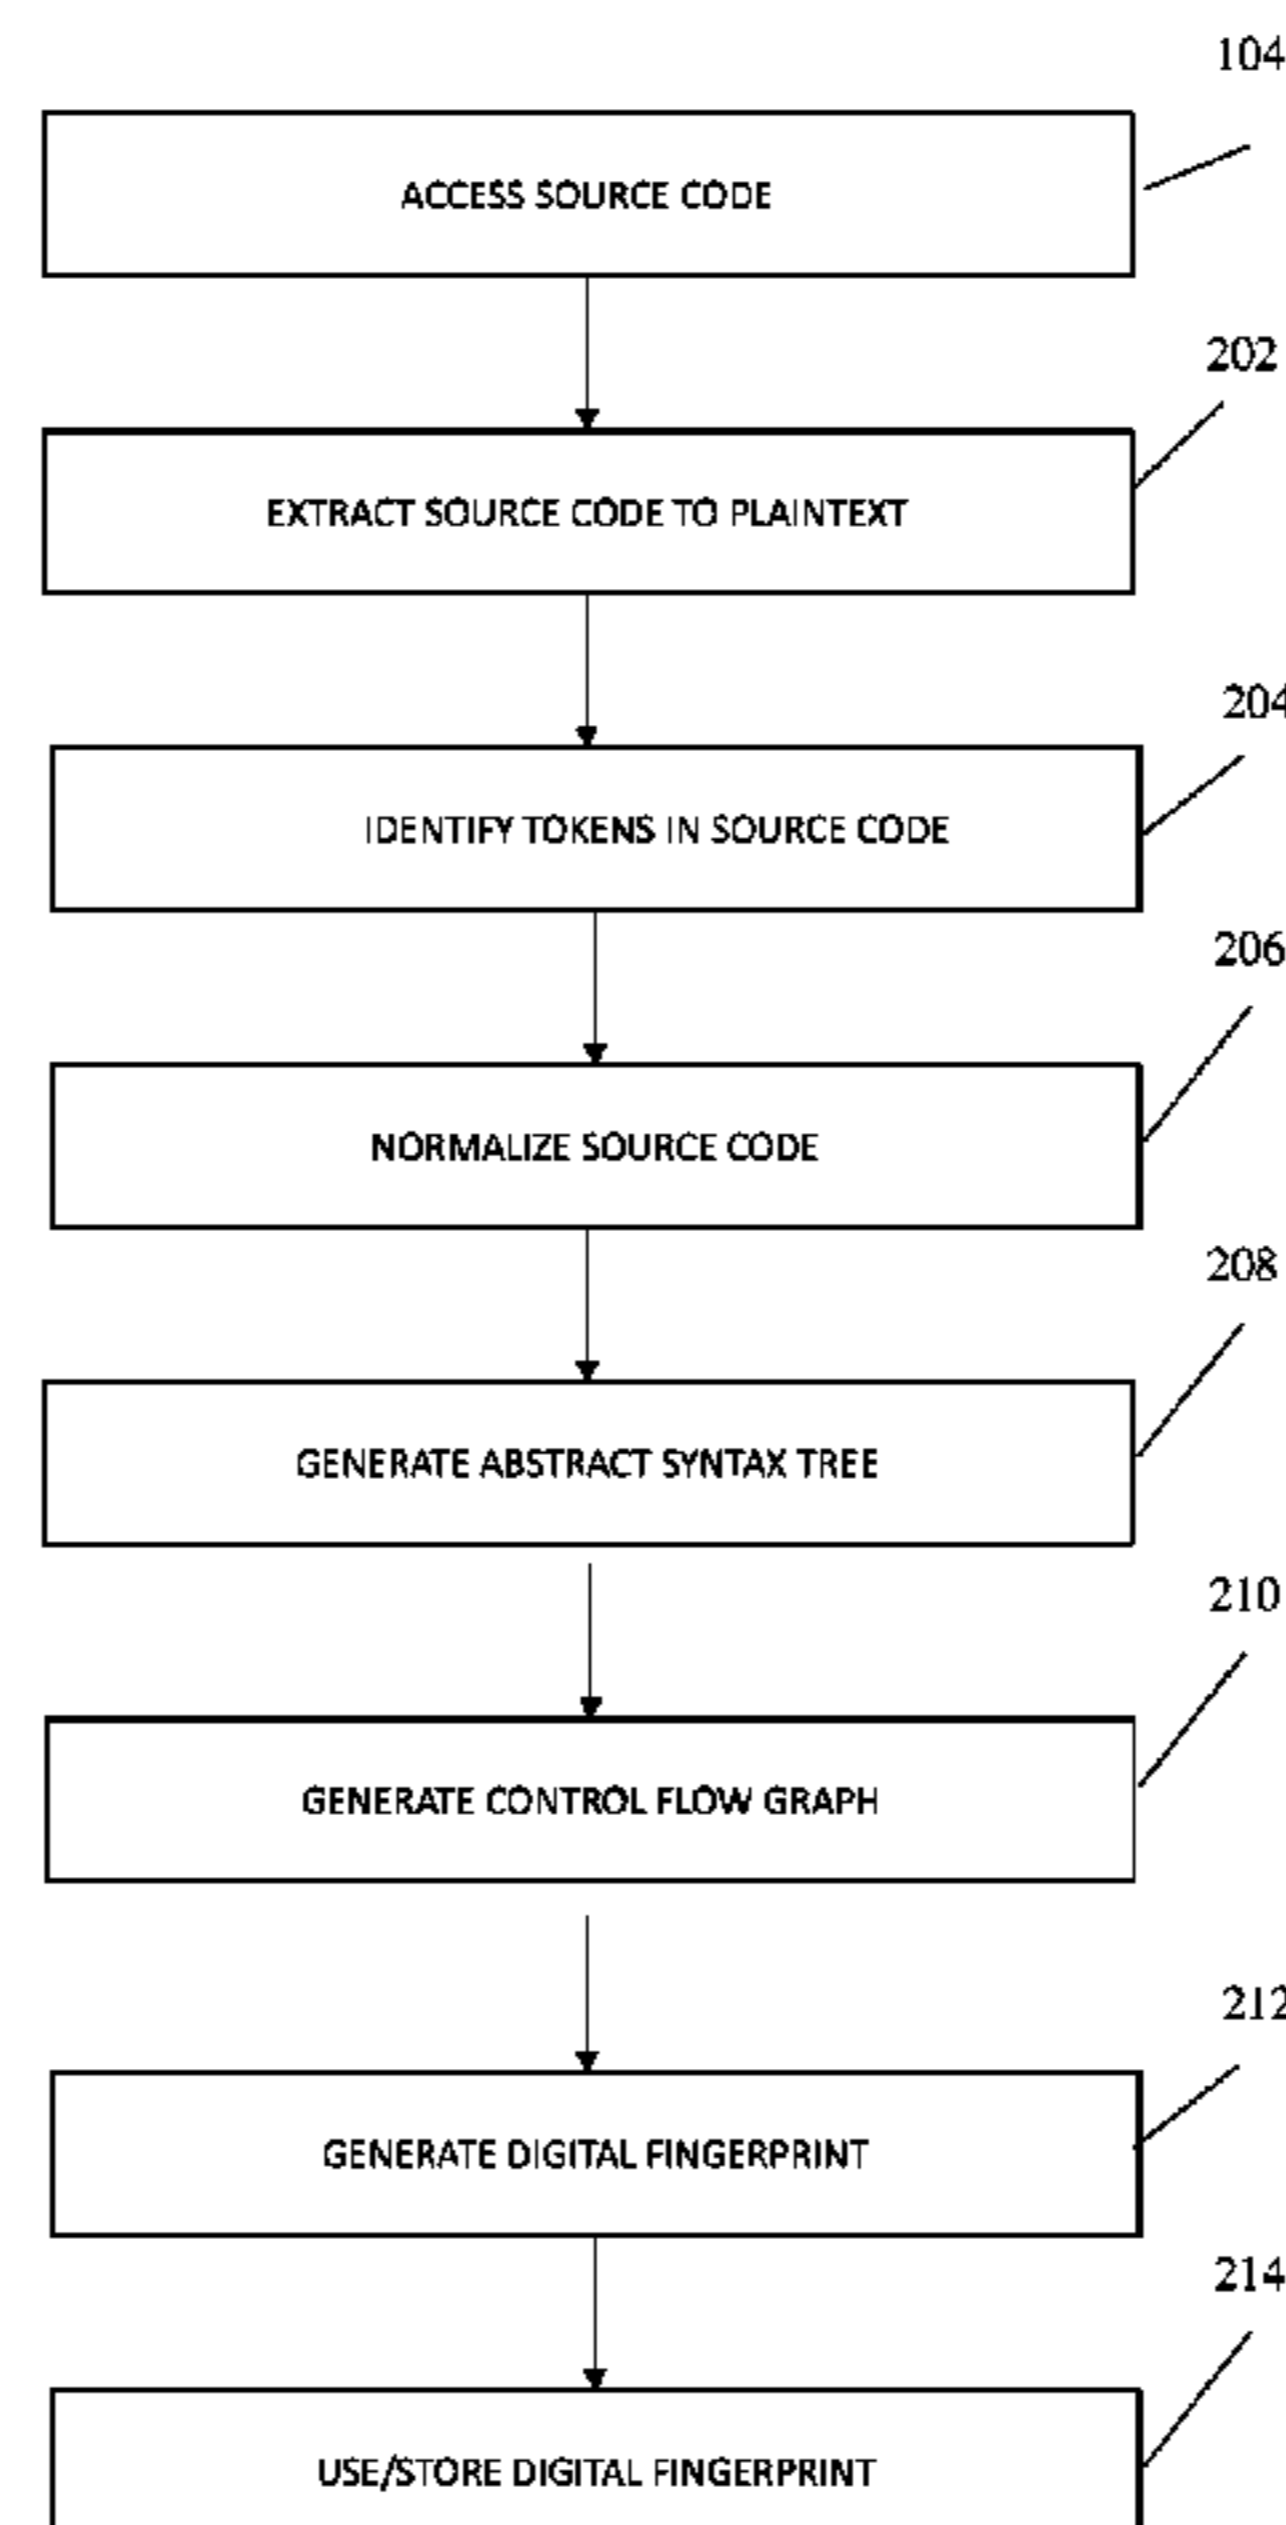 104
ACCESS SOURCE CODE
202
EXTRACT SOURCE CODE TO PLAINTEXT
204
IDENTIFY TOKENS IN SOURCE CODE
206
NORMALIZE SOURCE CODE
208
GENERATE ABSTRACT SYNTAX TREE
210
GENERATE CONTROL FLOW GRAPH
212
GENERATE DIGITAL FINGERPRINT
214
USE/STORE DIGITAL FINGERPRINT